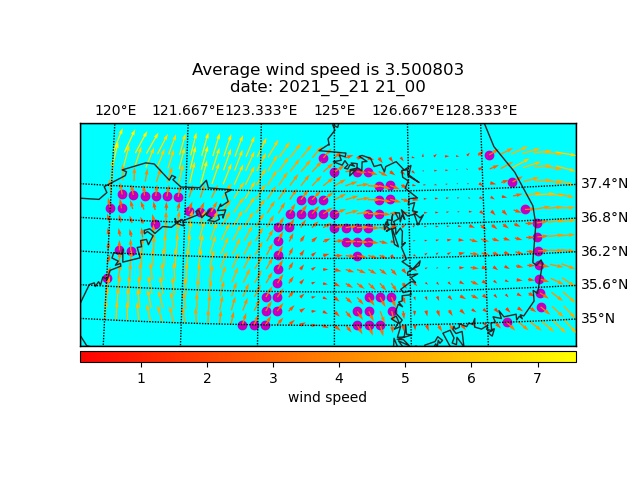 Average wind speed is 3.500803
date: 2021_5_21 21_00
120°E 121.667°E 123.333°E 125°E 126.667°E 128.333°E
37.4°N
36.8°N
36.2°N
35.6°N
35°N
1 2 3 4 5 6 7
wind speed